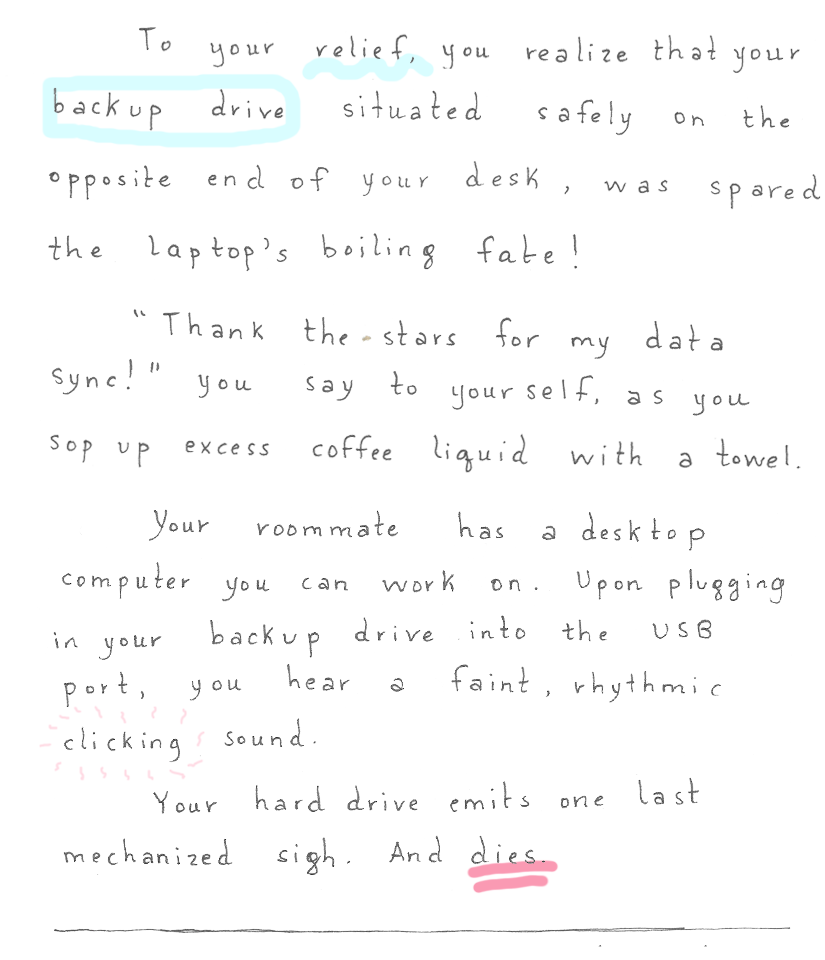 To your relief, you realize that your
backup drive situated safely on the
opposite end of your desk, was spared
the laptop's boiling fate!
"Thank the stars for my data
sync!" you say to yourself, as you
sop up excess coffee liquid with a towel.
Your roommate has a desktop
computer you can work on. Upon plugging
in your backup drive into the USB
port, you hear a faint, rhythmic
clicking sound.
Your hard drive emits one last
mechanized sigh. And dies.